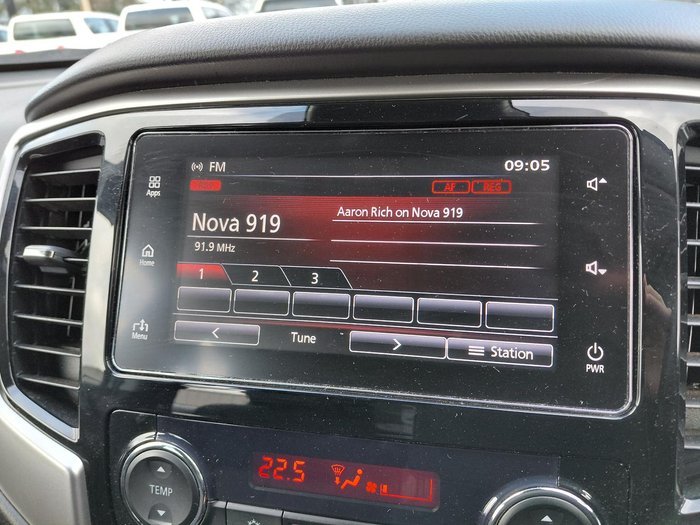 FM
09:05
Apps
AF REG
Nova 919
Aaron Rich on Nova 919
91.9 MHz
Home
1 2 3
Menu
< Tune > Station
PWR
22.5
TEMP